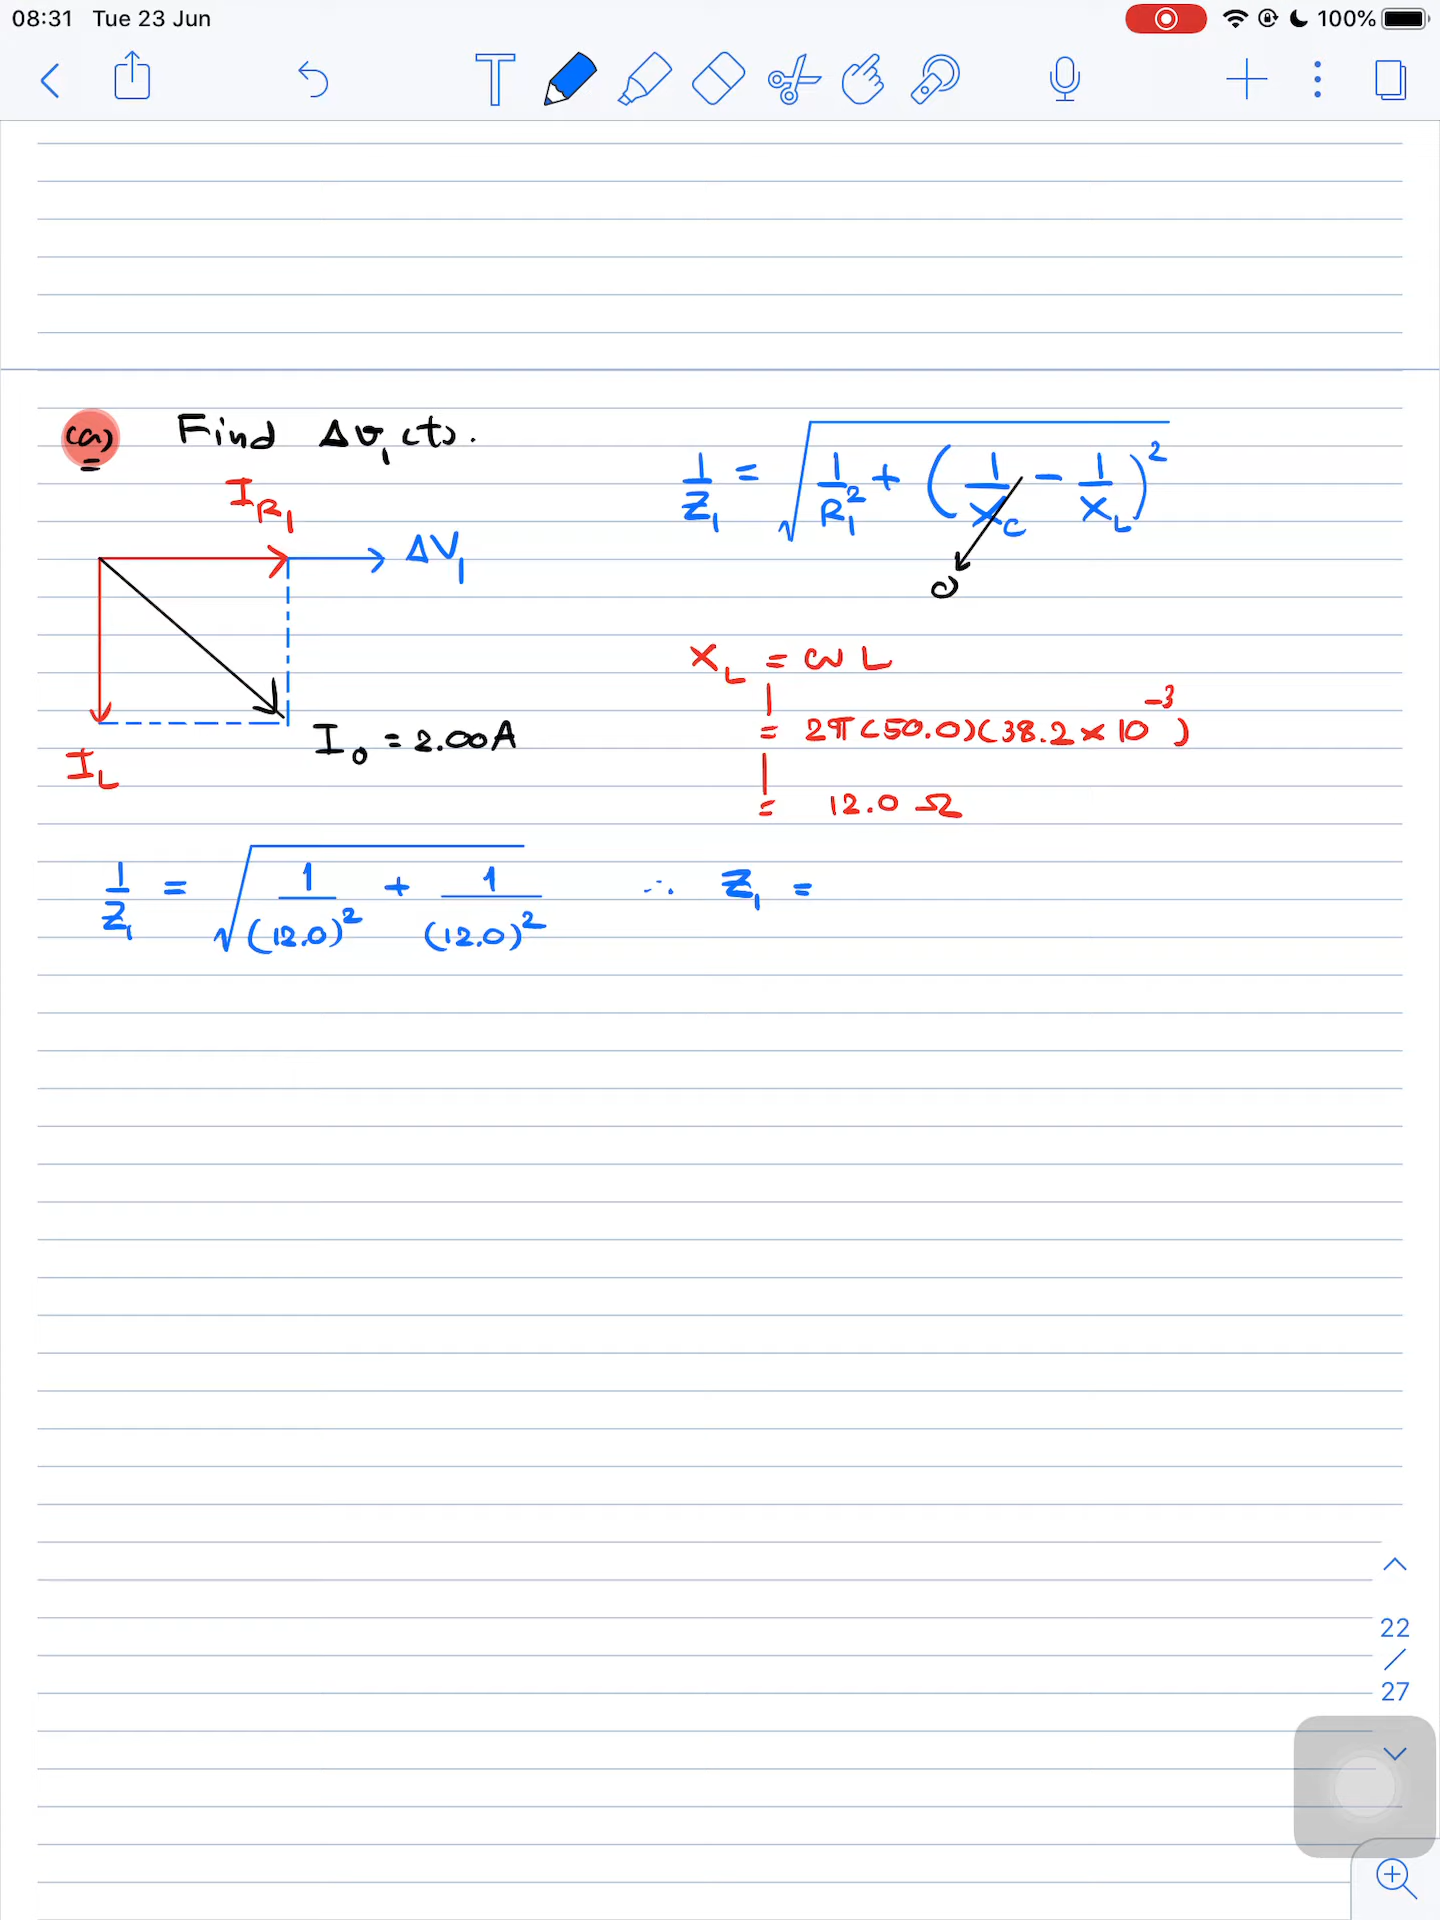 08:31 Tue 23 Jun 100%
T
(a) Find Δv₁(t).
I_R₁
ΔV₁
I_L
I₀ = 2.00A
1/Z₁ = √(1/R₁² + (1/X_C - 1/X_L)²)
0
X_L = ωL
= 2π(50.0)(38.2 × 10⁻³)
= 12.0 Ω
1/Z₁ = √(1/(12.0)² + 1/(12.0)²) ∴ Z₁ =
22
/
27